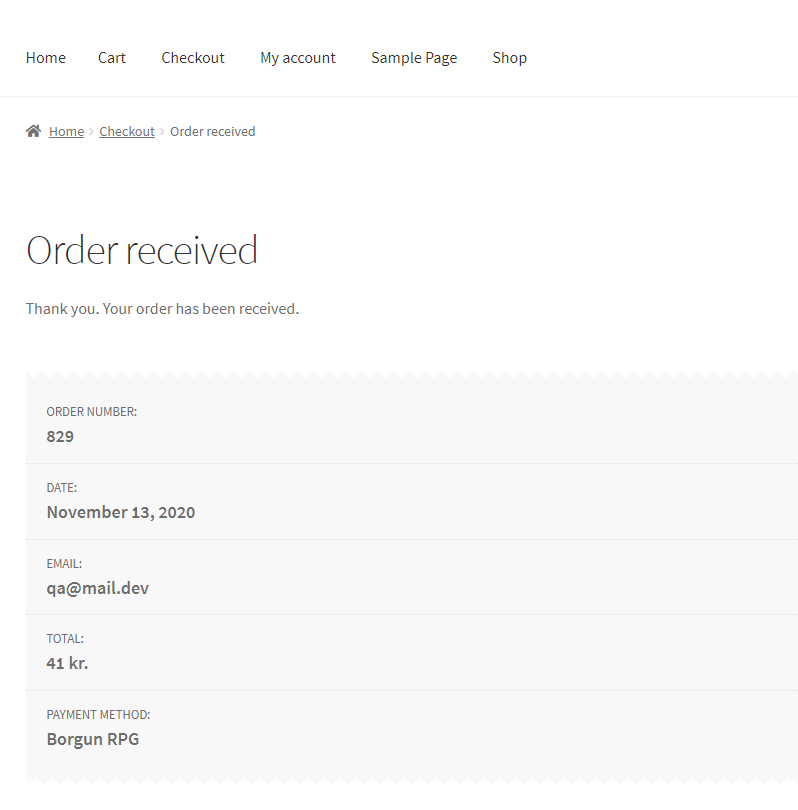 Home Cart Checkout My account Sample Page Shop
Home Checkout Order received
Order received
Thank you. Your order has been received.
ORDER NUMBER:
829
DATE:
November 13, 2020
EMAIL:
qa@mail.dev
TOTAL:
41 kr.
PAYMENT METHOD:
Borgun RPG